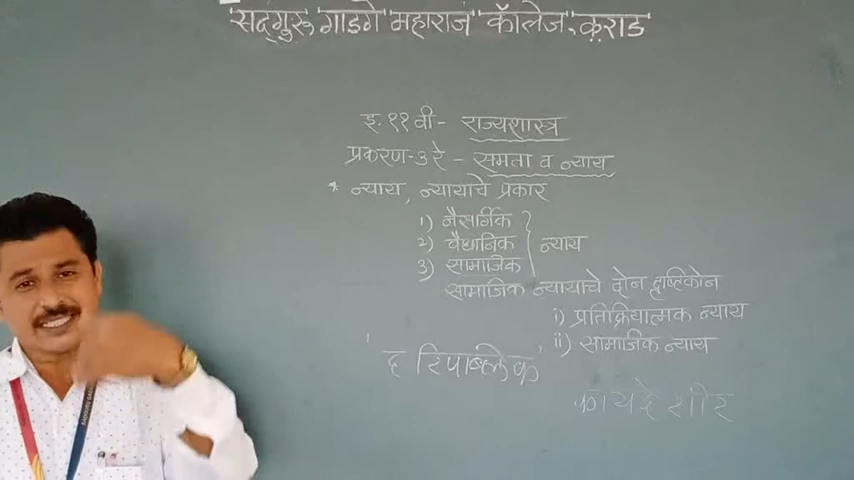 सद्गुरू गाडगे महाराज कॉलेज, कराड
इ. ११ वी - राज्यशास्त्र
प्रकरण-३ रे - समता व न्याय
* न्याय, न्यायाचे प्रकार
१) नैसर्गिक
२) वैधानिक } न्याय
३) सामाजिक
सामाजिक न्यायाचे दोन दृष्टिकोन
i) प्रतिक्रियात्मक न्याय
ii) सामाजिक न्याय
' द रिपब्लिक '
कायदेशीर